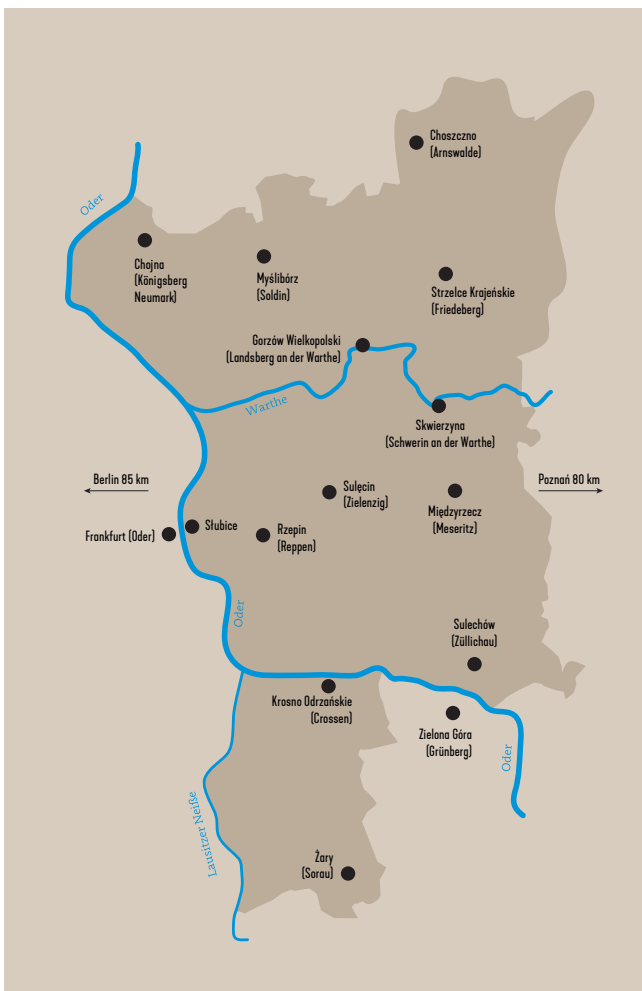 Choszczno
(Arnswalde)
Oder
Chojna
(Königsberg
Neumark)
Myślibórz
(Soldin)
Strzelce Krajeńskie
(Friedeberg)
Gorzów Wielkopolski
(Landsberg an der Warthe)
Warthe
Skwierzyna
(Schwerin an der Warthe)
Berlin 85 km
Poznań 80 km
Sulęcin
(Zielenzig)
Międzyrzecz
(Meseritz)
Frankfurt (Oder)
Słubice
Rzepin
(Reppen)
Oder
Sulechów
(Züllichau)
Krosno Odrzańskie
(Crossen)
Zielona Góra
(Grünberg)
Oder
Lausitzer Neiße
Żary
(Sorau)